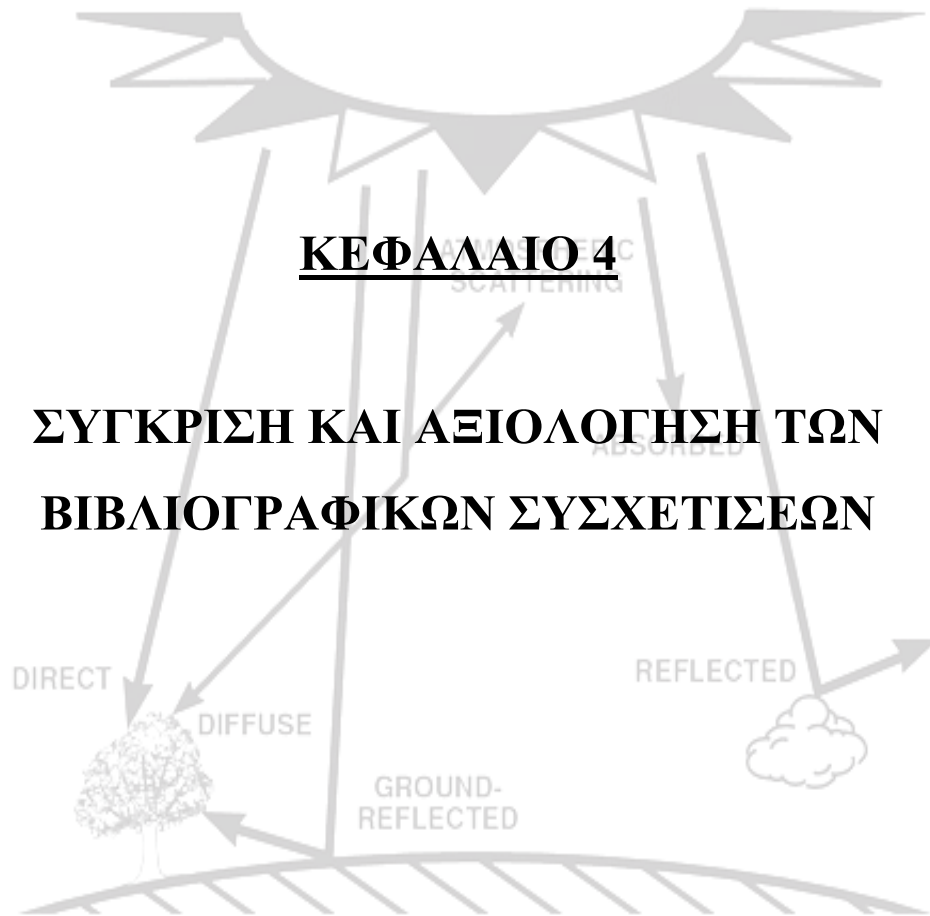 ΚΕΦΑΛΑΙΟ 4
ATMOSPHERIC
SCATTERING
ΣΥΓΚΡΙΣΗ ΚΑΙ ΑΞΙΟΛΟΓΗΣΗ ΤΩΝ
ABSORBED
ΒΙΒΛΙΟΓΡΑΦΙΚΩΝ ΣΥΣΧΕΤΙΣΕΩΝ
DIRECT
REFLECTED
DIFFUSE
GROUND-
REFLECTED